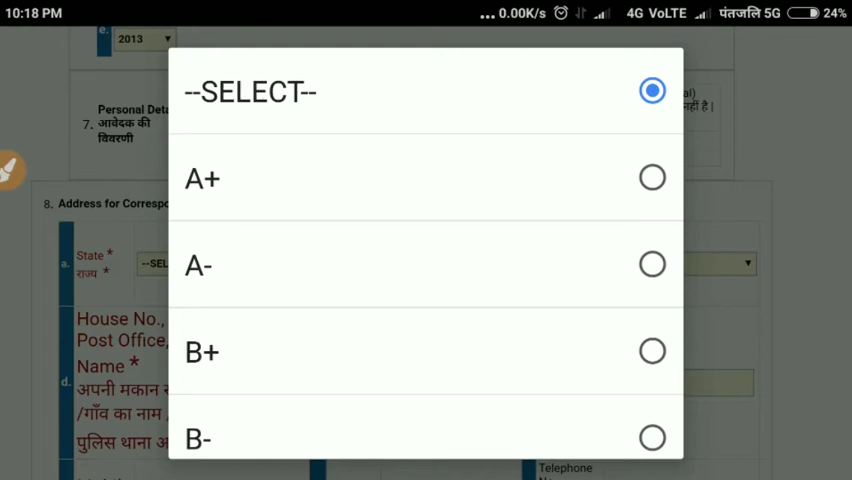 10:18 PM
...0.00K/s
4G VoLTE
पंतजलि 5G
24%
e.
2013
--SELECT--
A+
A-
B+
B-
Personal Deta
7. आवेदक की
विवरणी
al)
नहीं है |
8. Address for Correspo
a.
State *
राज्य *
--SEL
d.
House No.,
Post Office,
Name *
अपनी मकान
/गाँव का नाम ,
पुलिस थाना
Telephone